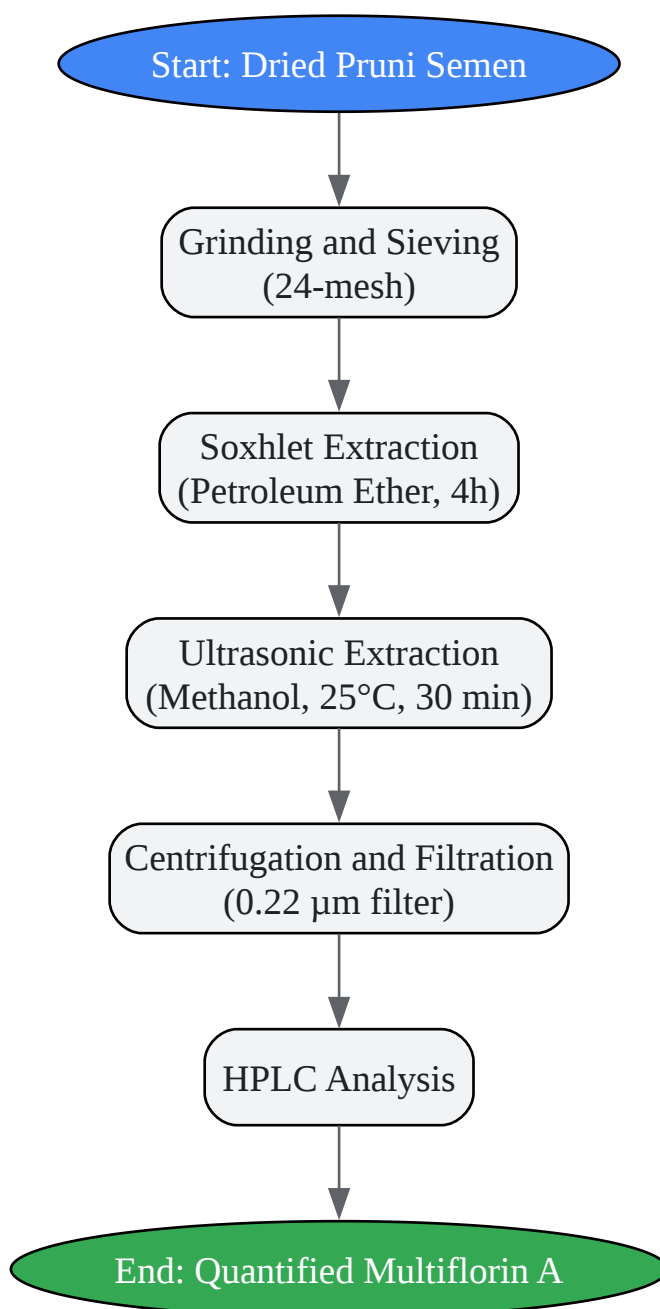 Start: Dried Pruni Semen
Grinding and Sieving
(24-mesh)
Soxhlet Extraction
(Petroleum Ether, 4h)
Ultrasonic Extraction
(Methanol, 25°C, 30 min)
Centrifugation and Filtration
(0.22 µm filter)
HPLC Analysis
End: Quantified Multiflorin A